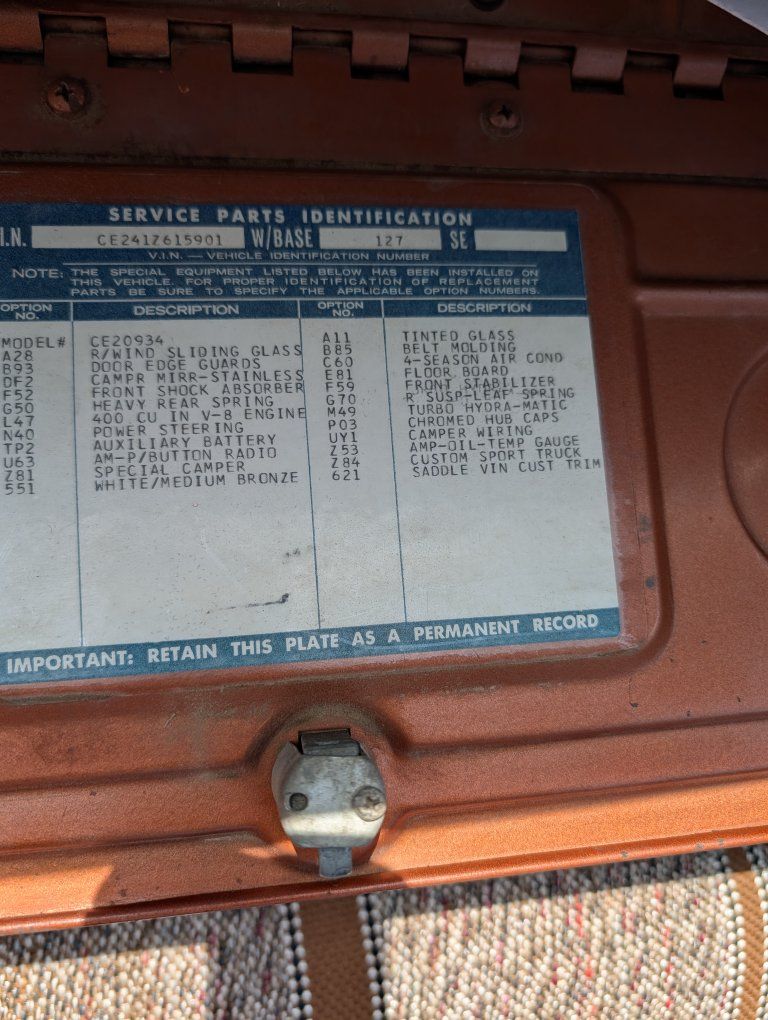 SERVICE PARTS IDENTIFICATION
I.N. CE241Z615901 W/BASE 127 SE
V.I.N. — VEHICLE IDENTIFICATION NUMBER
NOTE: THE SPECIAL EQUIPMENT LISTED BELOW HAS BEEN INSTALLED ON
THIS VEHICLE. FOR PROPER IDENTIFICATION OF REPLACEMENT
PARTS BE SURE TO SPECIFY THE APPLICABLE OPTION NUMBERS.
OPTION NO. DESCRIPTION OPTION NO. DESCRIPTION
MODEL# CE20934
A28 R/WIND SLIDING GLASS
B93 DOOR EDGE GUARDS
DF2 CAMPR MIRR-STAINLESS
F52 FRONT SHOCK ABSORBER
G50 HEAVY REAR SPRING
L47 400 CU IN V-8 ENGINE
N40 POWER STEERING
TP2 AUXILIARY BATTERY
U63 AM-P/BUTTON RADIO
Z81 SPECIAL CAMPER
551 WHITE/MEDIUM BRONZE
A11 TINTED GLASS
B85 BELT MOLDING
C60 4-SEASON AIR COND
E81 FLOOR BOARD
F59 FRONT STABILIZER
G70 R SUSP-LEAF SPRING
M49 TURBO HYDRA-MATIC
P03 CHROMED HUB CAPS
UY1 CAMPER WIRING
Z53 AMP-OIL-TEMP GAUGE
Z84 CUSTOM SPORT TRUCK
621 SADDLE VIN CUST TRIM
IMPORTANT: RETAIN THIS PLATE AS A PERMANENT RECORD